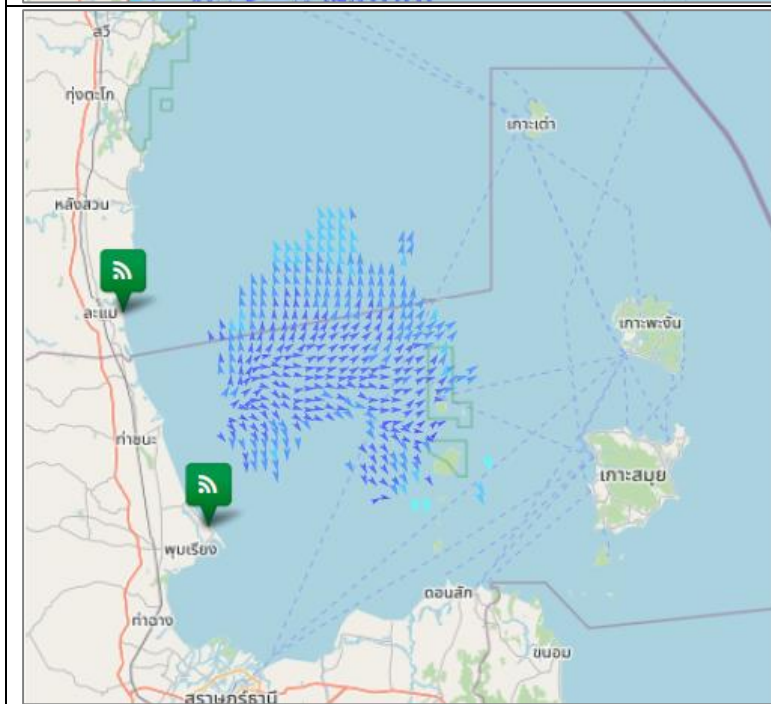 สวี
ทุ่งตะโก
เกาะเต่า
หลังสวน
ละแม
เกาะพะงัน
ท่าชนะ
เกาะสมุย
พุมเรียง
ดอนสัก
ท่าฉาง
ขนอม
สุราษฎร์ธานี